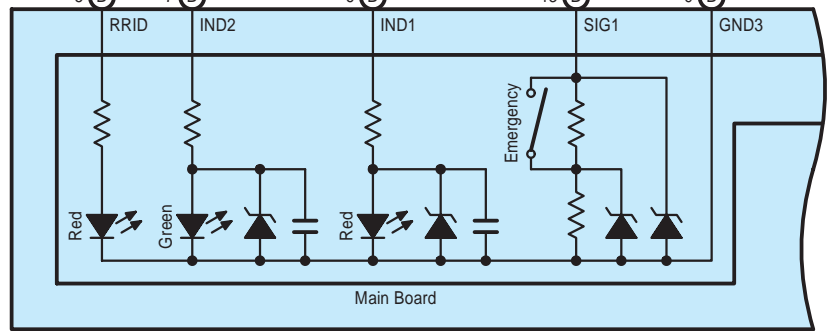 RRID IND2 IND1 SIG1 GND3
Emergency
Red Green Red
Main Board